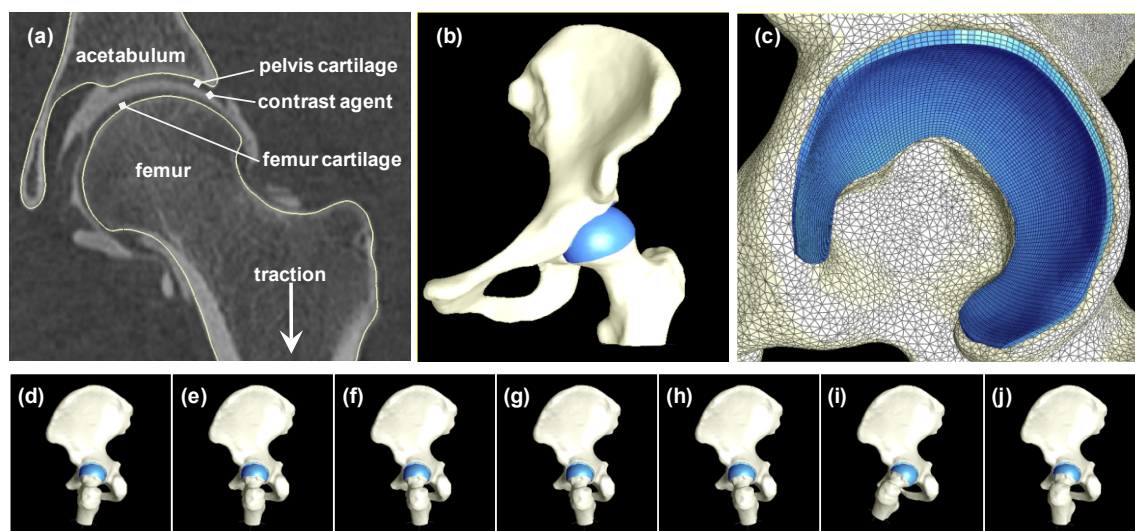 (a)
acetabulum
pelvis cartilage
contrast agent
femur cartilage
femur
traction
(b)
(c)
(d)
(e)
(f)
(g)
(h)
(i)
(j)